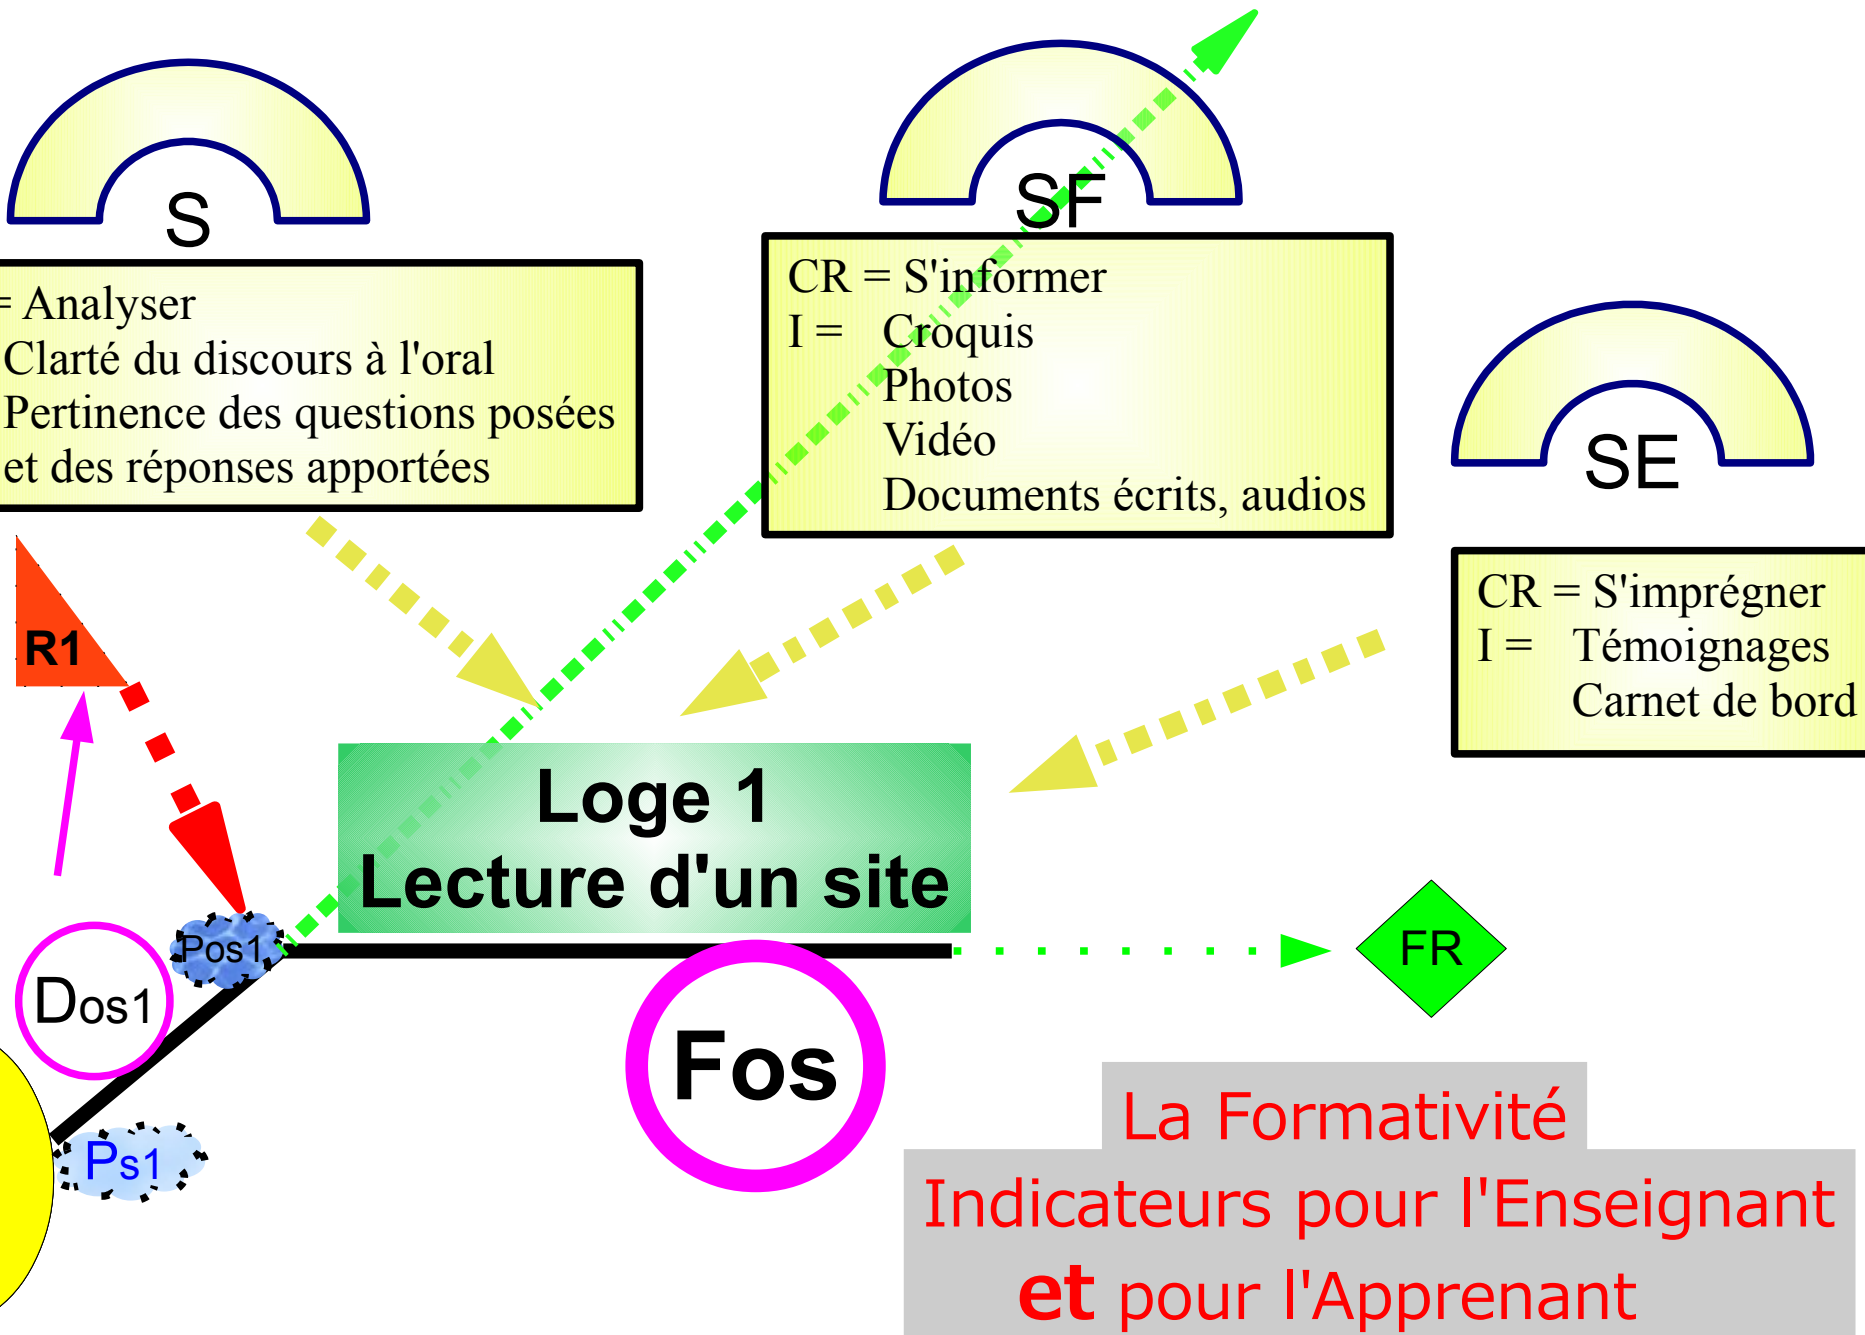 S
= Analyser
Clarté du discours à l'oral
Pertinence des questions posées
et des réponses apportées
SF
CR = S'informer
I = Croquis
Photos
Vidéo
Documents écrits, audios
SE
CR = S'imprégner
I = Témoignages
Carnet de bord
R1
Loge 1
Lecture d'un site
Pos1
Dos1
Ps1
Fos
FR
La Formativité
Indicateurs pour l'Enseignant
et pour l'Apprenant